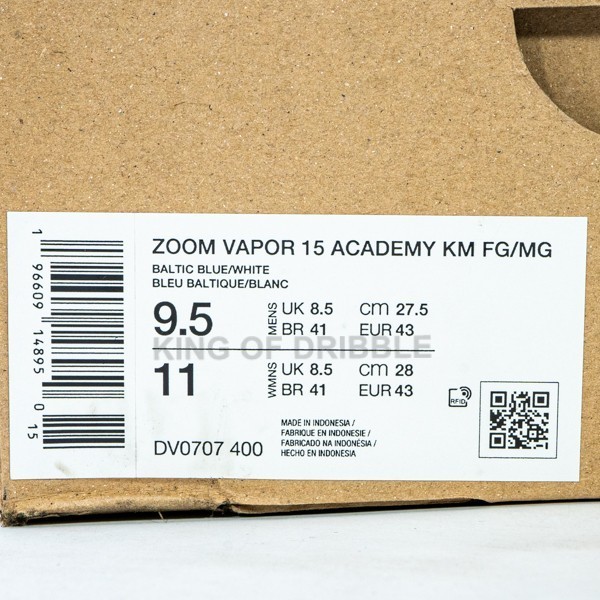 ZOOM VAPOR 15 ACADEMY KM FG/MG
BALTIC BLUE/WHITE
BLEU BALTIQUE/BLANC
9.5 MENS UK 8.5 cm 27.5
BR 41 EUR 43
KING OF DRIBBLE
11 WMNS UK 8.5 cm 28
BR 41 EUR 43
RFID
DV0707 400
MADE IN INDONESIA /
FABRIQUE EN INDONESIE /
FABRICADO NA INDONÉSIA /
HECHO EN INDONESIA
1 96609 14895 0 15